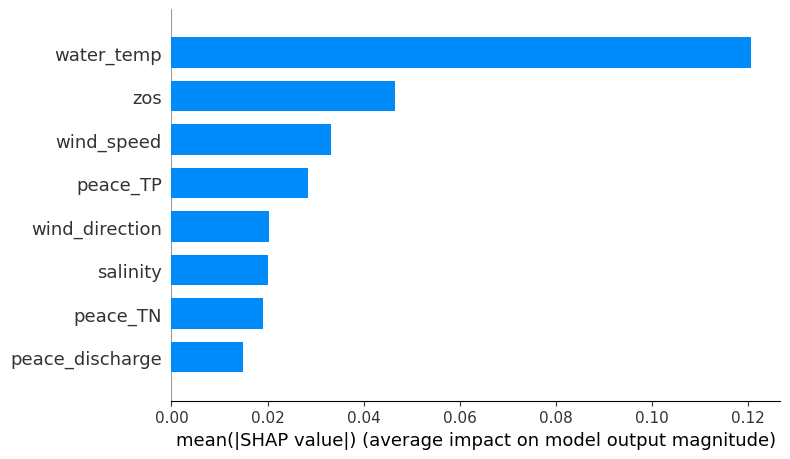 water_temp
zos
wind_speed
peace_TP
wind_direction
salinity
peace_TN
peace_discharge
0.00 0.02 0.04 0.06 0.08 0.10 0.12
mean(|SHAP value|) (average impact on model output magnitude)